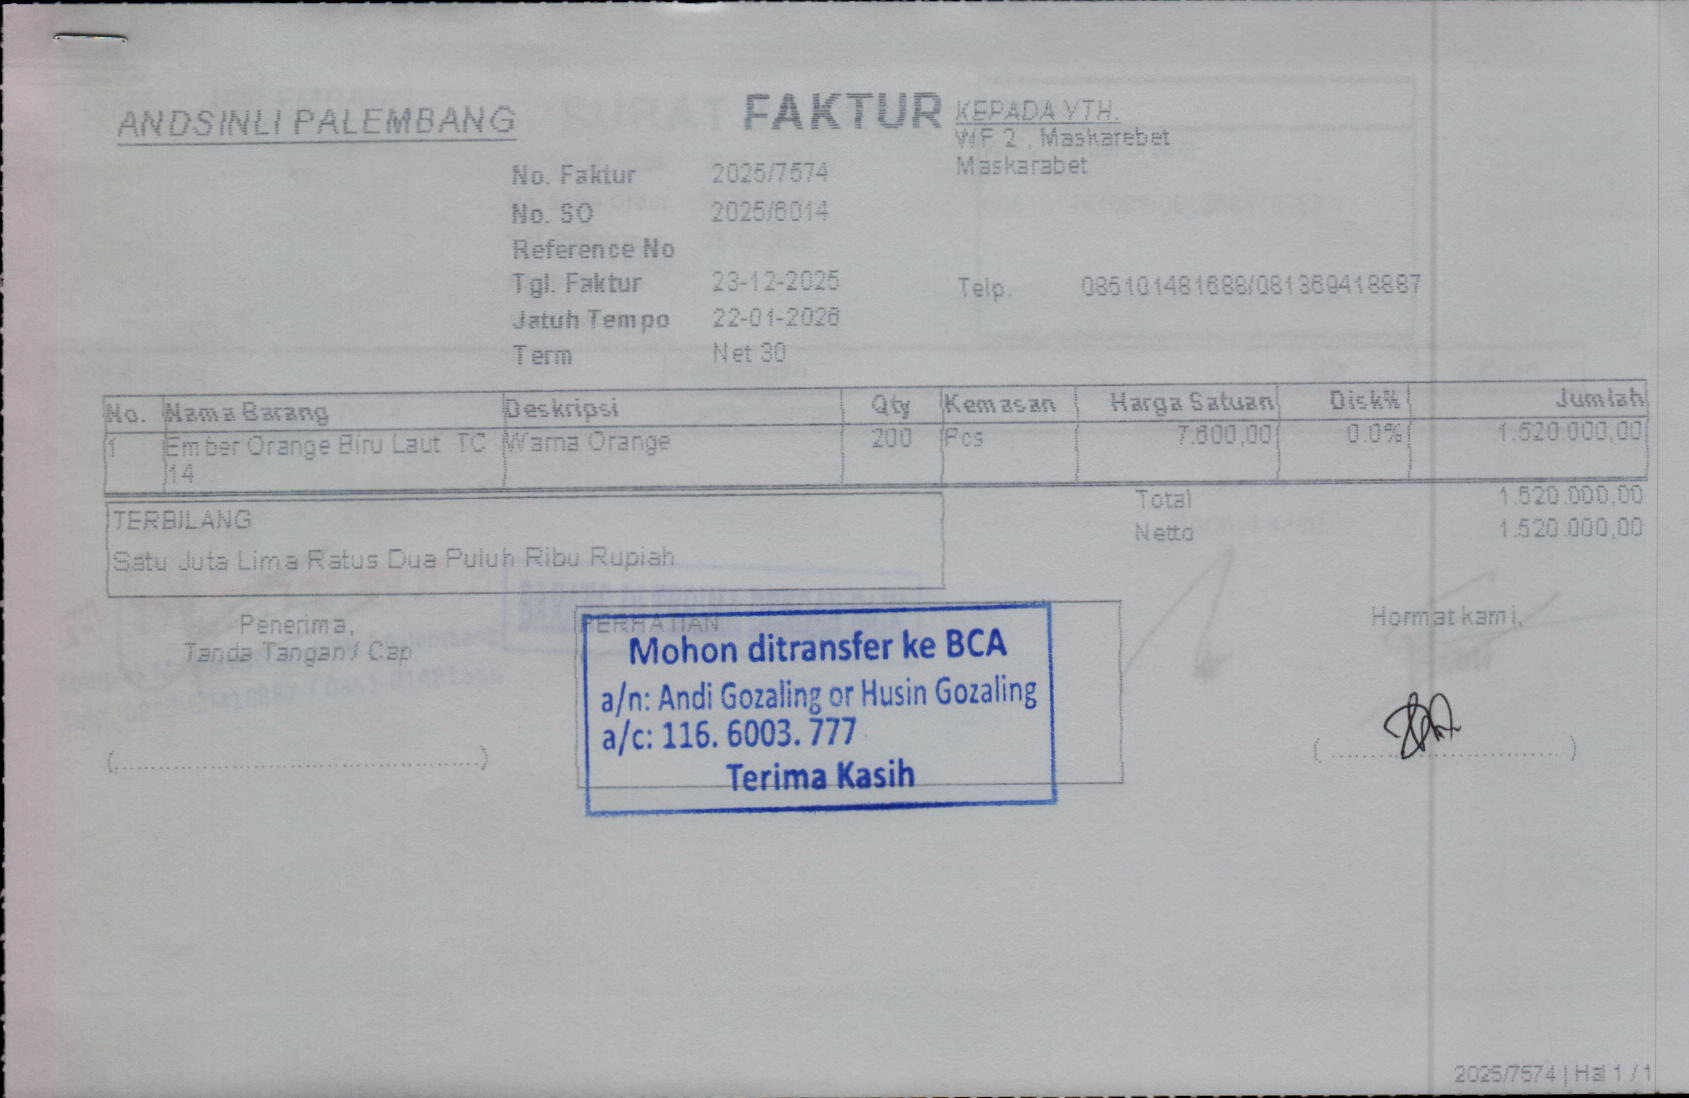 ANDSINLI PALEMBANG
FAKTUR
KEPADA YTH.
WF 2 , Maskarebet
Maskarabet
No. Faktur 2025/7574
No. SO 2025/6014
Reference No
Tgl. Faktur 23-12-2025
Jatuh Tempo 22-01-2026
Term Net 30
Telp. 085101481688/081369418887
No. Nama Barang Deskripsi Qty Kemasan Harga Satuan Disk% Jumlah
1 Ember Orange Biru Laut TC Warna Orange 200 Pcs 7.600,00 0.0% 1.520.000,00
14
Total 1.520.000,00
Netto 1.520.000,00
TERBILANG
Satu Juta Lima Ratus Dua Puluh Ribu Rupiah
Penerima,
Tanda Tangan / Cap
(................................................)
PERHATIAN
Mohon ditransfer ke BCA
a/n: Andi Gozaling or Husin Gozaling
a/c: 116. 6003. 777
Terima Kasih
Hormat kami,
( ................................ )
2025/7574 | Hal 1 / 1